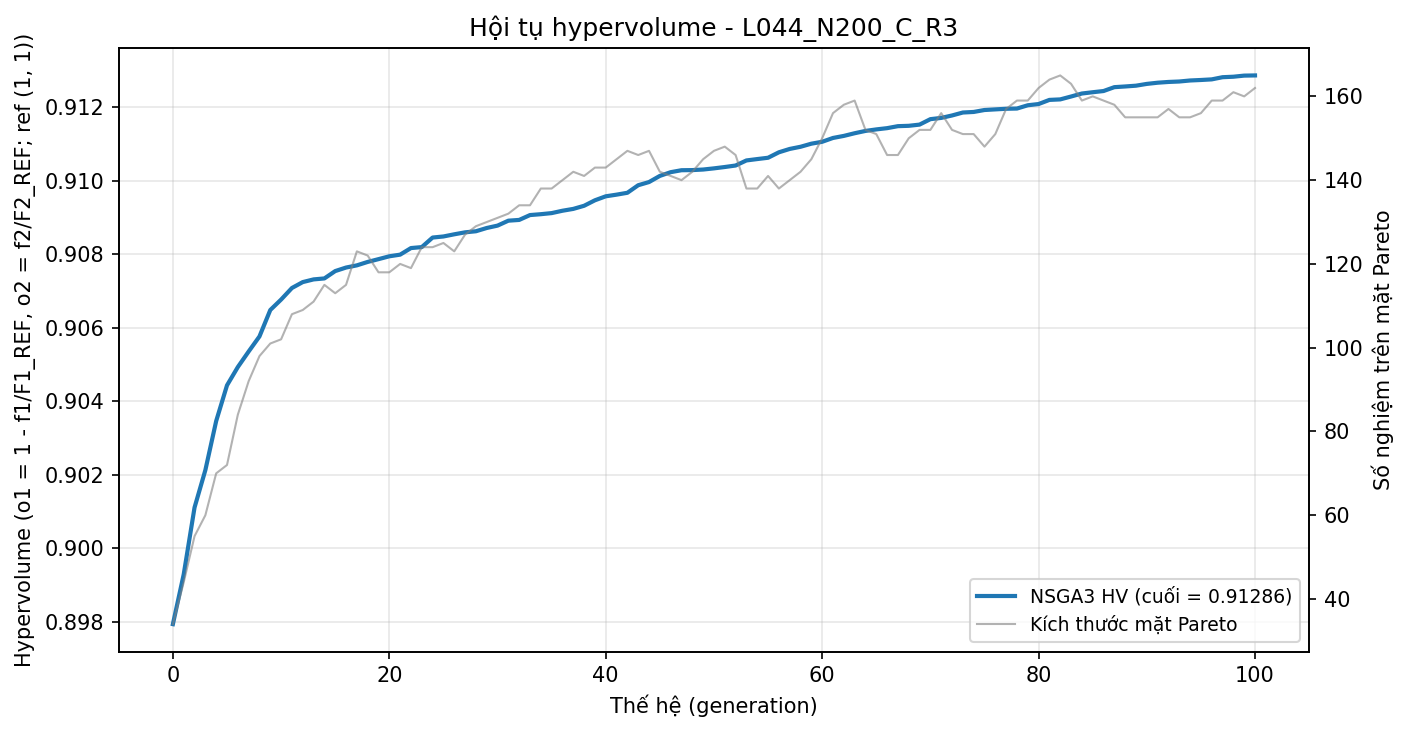 Hội tụ hypervolume - L044_N200_C_R3
Hypervolume (o1 = 1 - f1/F1_REF, o2 = f2/F2_REF; ref (1, 1))
0.912
0.910
0.908
0.906
0.904
0.902
0.900
0.898
160
140
120
100
80
60
40
Số nghiệm trên mặt Pareto
NSGA3 HV (cuối = 0.91286)
Kích thước mặt Pareto
0 20 40 60 80 100
Thế hệ (generation)